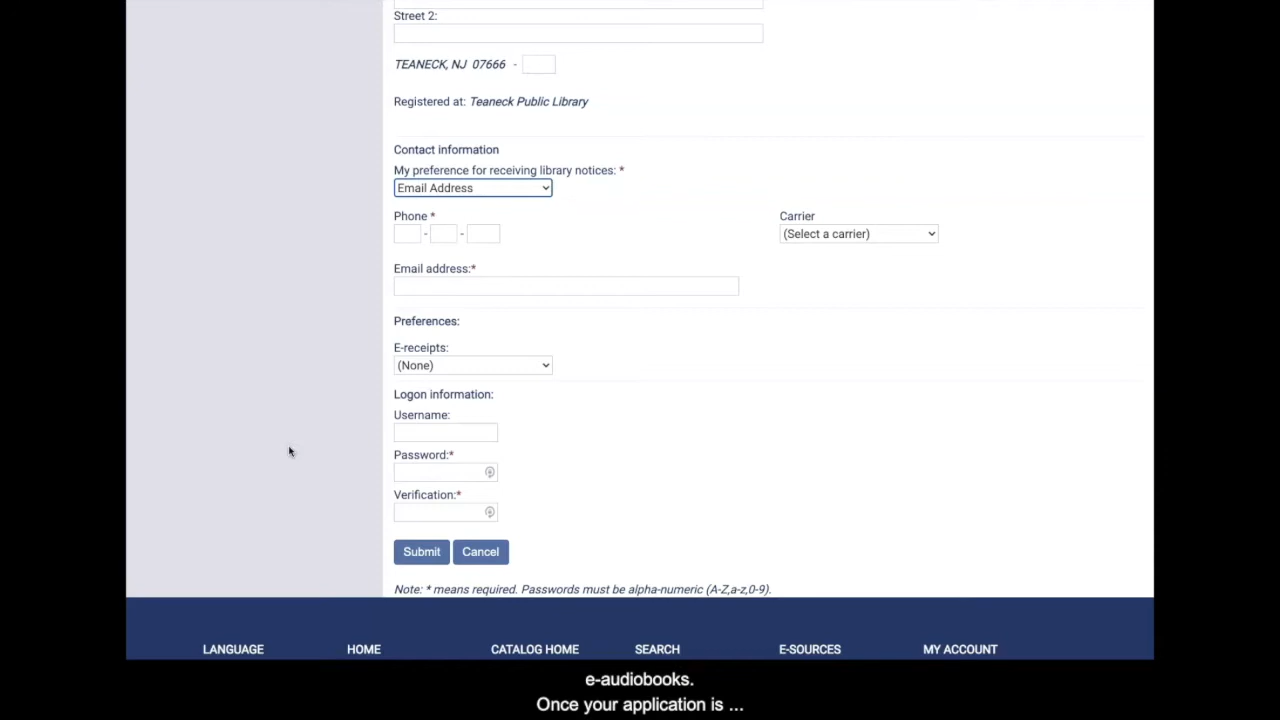 Street 2:
TEANECK, NJ 07666 -
Registered at: Teaneck Public Library
Contact information
My preference for receiving library notices: *
Email Address
Phone * Carrier
- - (Select a carrier)
Email address:*
Preferences:
E-receipts:
(None)
Logon information:
Username:
Password:*
Verification:*
Submit Cancel
Note: * means required. Passwords must be alpha-numeric (A-Z,a-z,0-9).
LANGUAGE HOME CATALOG HOME SEARCH E-SOURCES MY ACCOUNT
e-audiobooks.
Once your application is ...